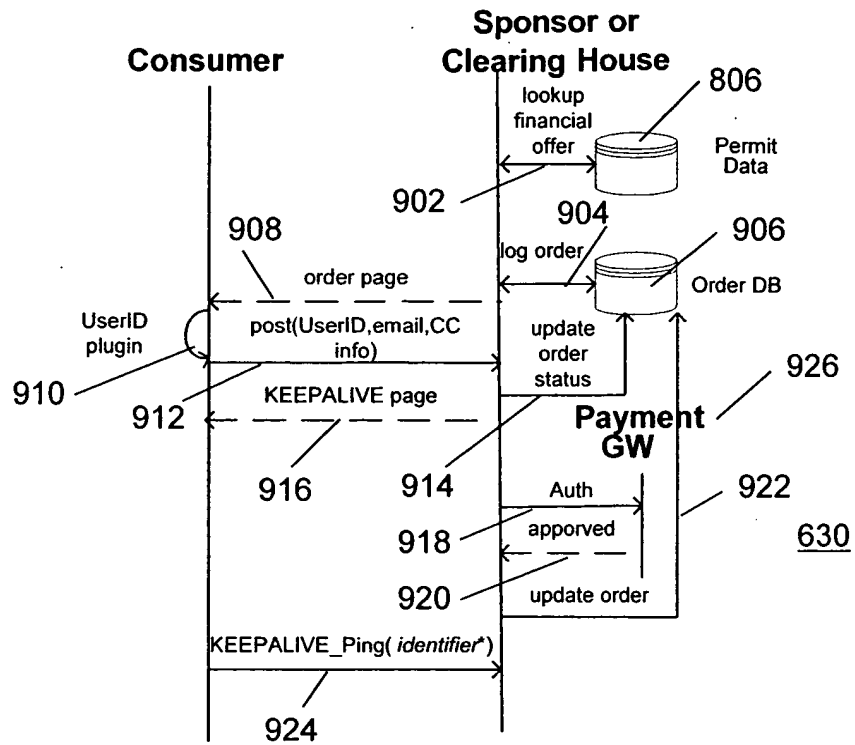 Sponsor or
Clearing House
Consumer
806
lookup
financial
offer
Permit
Data
902
904
908
906
log order
order page
Order DB
UserID
plugin
post(UserID,email,CC
info)
update
order
status
910
926
912
KEEPALIVE page
Payment
GW
916
914
922
Auth
918
apporved
630
920
update order
KEEPALIVE_Ping( identifier*)
924